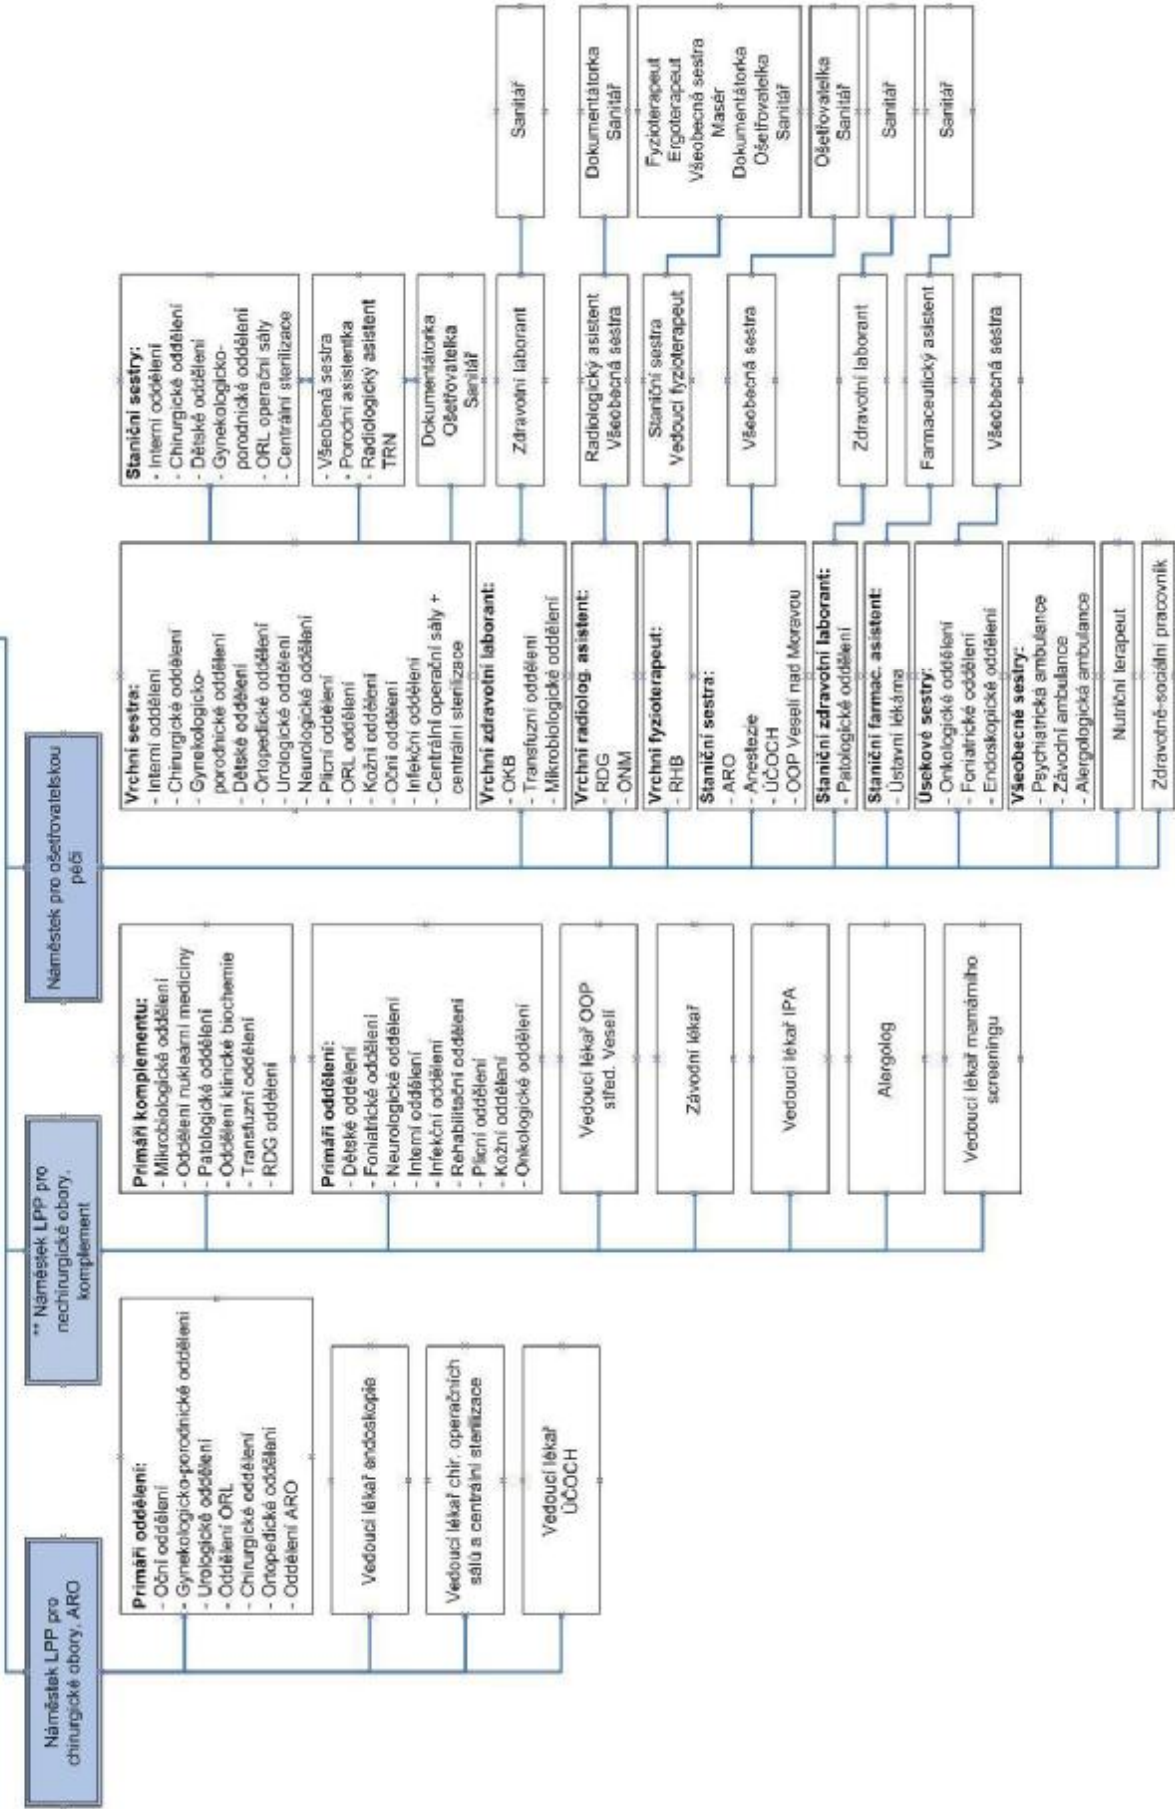 Náměstek LPP pro
chirurgické obory, ARO
Primáři oddělení:
- Oční oddělení
- Gynekologicko-porodnické oddělení
- Urologické oddělení
- Oddělení ORL
- Chirurgické oddělení
- Ortopedické oddělení
- Oddělení ARO
Vedoucí lékař endoskopie
Vedoucí lékař chir. operačních
sálů a centrální sterilizace
Vedoucí lékař
ÚČOCH
** Náměstek LPP pro
nechirurgické obory,
komplement
Primáři komplementu:
- Mikrobiologické oddělení
- Oddělení nukleární medicíny
- Patologické oddělení
- Oddělení klinické biochemie
- Transfuzní oddělení
- RDG oddělení
Primáři oddělení:
- Dětské oddělení
- Foniatrické oddělení
- Neurologické oddělení
- Interní oddělení
- Infekční oddělení
- Rehabilitační oddělení
- Plicní oddělení
- Kožní oddělení
- Onkologické oddělení
Vedoucí lékař OOP
střed. Veselí
Závodní lékař
Vedoucí lékař IPA
Alergolog
Vedoucí lékař mamárního
screeningu
Náměstek pro ošetřovatelskou
péči
Vrchní sestra:
- Interní oddělení
- Chirurgické oddělení
- Gynekologicko-
porodnické oddělení
- Dětské oddělení
- Ortopedické oddělení
- Urologické oddělení
- Neurologické oddělení
- Plicní oddělení
- ORL oddělení
- Kožní oddělení
- Oční oddělení
- Infekční oddělení
- Centrální operační sály +
centrální sterilizace
Vrchní zdravotní laborant:
- OKB
- Transfuzní oddělení
- Mikrobiologické oddělení
Vrchní radiolog. asistent:
- RDG
- ONM
Vrchní fyzioterapeut:
- RHB
Staniční sestra:
- ARO
- Anestezie
- ÚČOCH
- OOP Veselí nad Moravou
Staniční zdravotní laborant:
- Patologické oddělení
Staniční farmac. asistent:
- Ústavní lékárna
Úsekové sestry:
- Onkologické oddělení
- Foniatrické oddělení
- Endoskopické oddělení
Všeobecné sestry:
- Psychiatrická ambulance
- Závodní ambulance
- Alergologická ambulance
Nutriční terapeut
Zdravotně-sociální pracovník
Staniční sestry:
- Interní oddělení
- Chirurgické oddělení
- Dětské oddělení
- Gynekologicko-
porodnická oddělení
- ORL operační sály
- Centrální sterilizace
- Všeobená sestra
- Porodní asistentka
- Radiologický asistent
TRN
Dokumentátorka
Ošetřovatelka
Sanitář
Zdravotní laborant
Sanitář
Radiologický asistent
Všeobecná sestra
Dokumentátorka
Sanitář
Staniční sestra
Vedoucí fyzioterapeut
Fyzioterapeut
Ergoterapeut
Všeobecná sestra
Masér
Dokumentátorka
Ošetřovatelka
Sanitář
Všeobecná sestra
Ošetřovatelka
Sanitář
Zdravotní laborant
Sanitář
Farmaceutický asistent
Sanitář
Všeobecná sestra